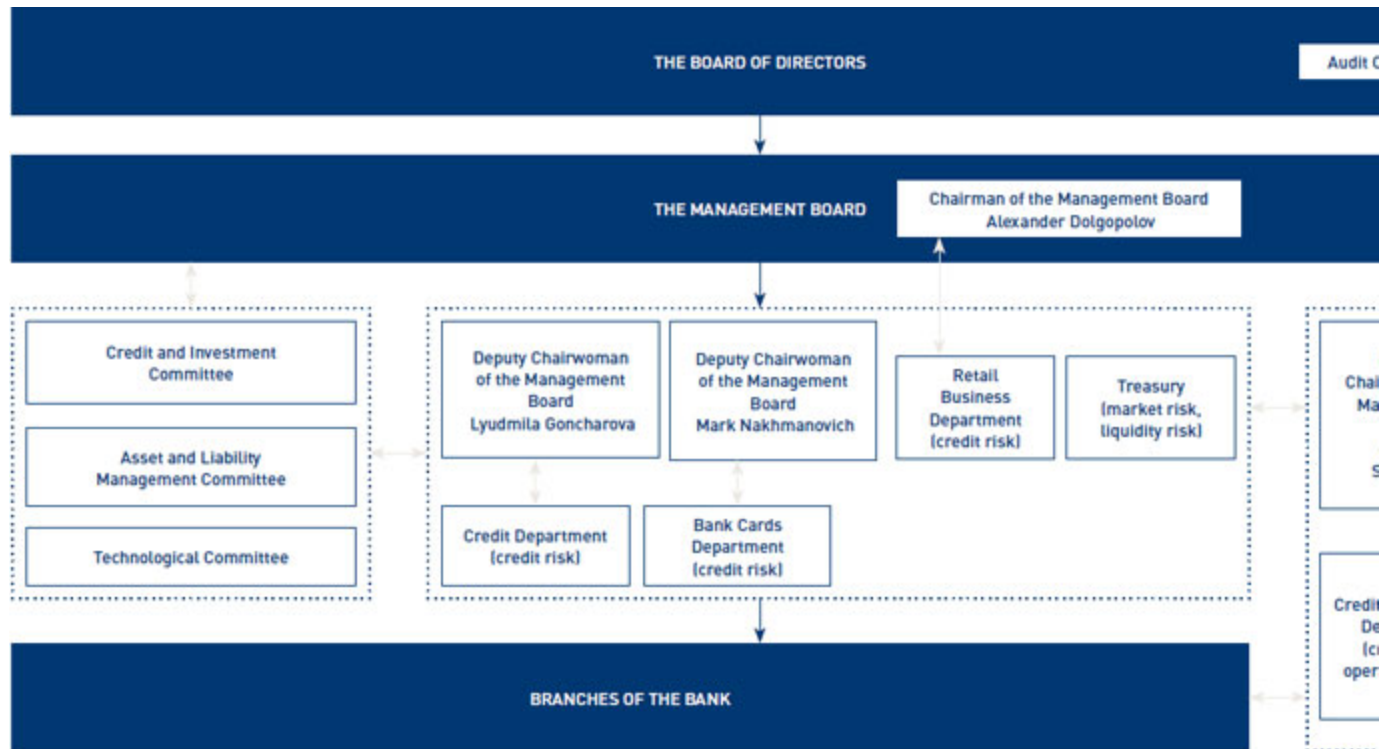 THE BOARD OF DIRECTORS
Audit
THE MANAGEMENT BOARD
Chairman of the Management Board
Alexander Dolgopolov
Credit and Investment
Committee
Asset and Liability
Management Committee
Technological Committee
Deputy Chairwoman
of the Management
Board
Lyudmila Goncharova
Deputy Chairwoman
of the Management
Board
Mark Nakhmanovich
Retail
Business
Department
(credit risk)
Treasury
(market risk,
liquidity risk)
Credit Department
(credit risk)
Bank Cards
Department
(credit risk)
Credit
BRANCHES OF THE BANK